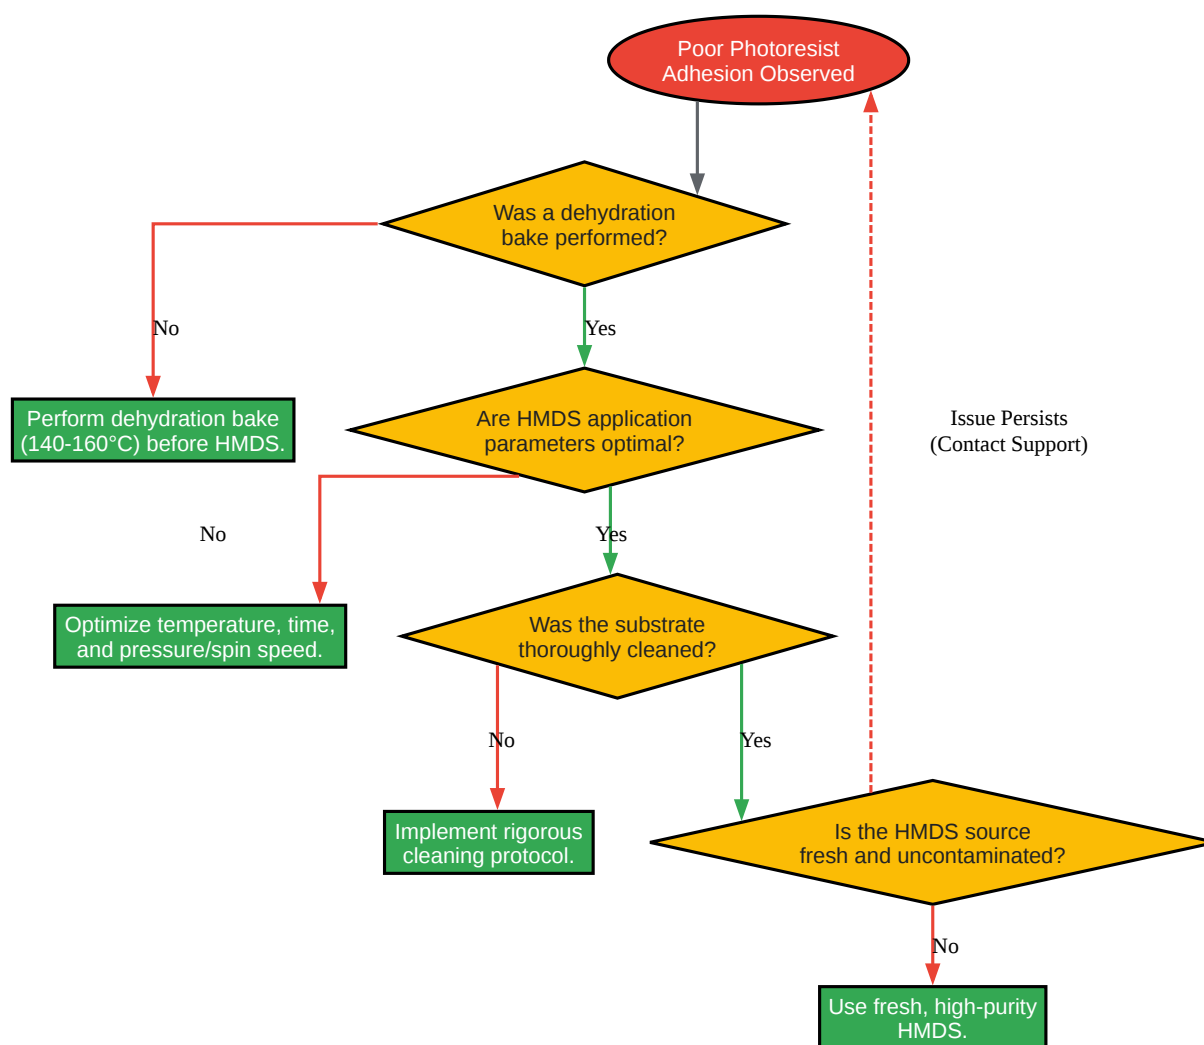 Poor Photoresist
Adhesion Observed
Was a dehydration
bake performed?
No
Yes
Perform dehydration bake
(140-160°C) before HMDS.
Are HMDS application
parameters optimal?
Issue Persists
(Contact Support)
No
Yes
Optimize temperature, time,
and pressure/spin speed.
Was the substrate
thoroughly cleaned?
No
Yes
Implement rigorous
cleaning protocol.
Is the HMDS source
fresh and uncontaminated?
No
Use fresh, high-purity
HMDS.